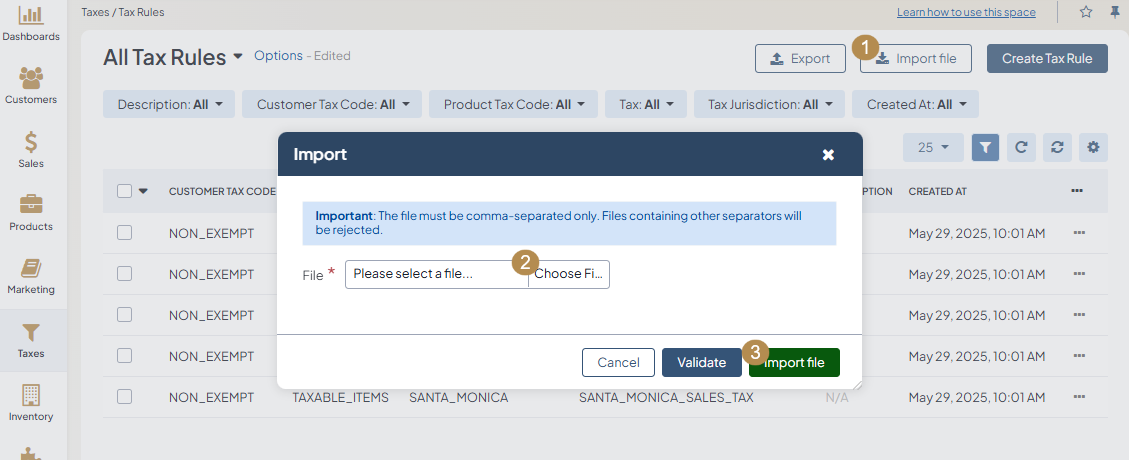 Taxes / Tax Rules
Learn how to use this space
Dashboards
Customers
Sales
Products
Marketing
Taxes
Inventory
All Tax Rules
Options - Edited
Export
1
Import file
Create Tax Rule
Description: All
Customer Tax Code: All
Product Tax Code: All
Tax: All
Tax Jurisdiction: All
Created At: All
25
CUSTOMER TAX CODE
PTION
CREATED AT
NON_EXEMPT
May 29, 2025, 10:01 AM
NON_EXEMPT
May 29, 2025, 10:01 AM
NON_EXEMPT
May 29, 2025, 10:01 AM
NON_EXEMPT
May 29, 2025, 10:01 AM
NON_EXEMPT TAXABLE_ITEMS SANTA_MONICA SANTA_MONICA_SALES_TAX N/A May 29, 2025, 10:01 AM
Import
Important: The file must be comma-separated only. Files containing other separators will
be rejected.
File *
Please select a file...
2
Choose Fi...
Cancel
Validate
3
Import file